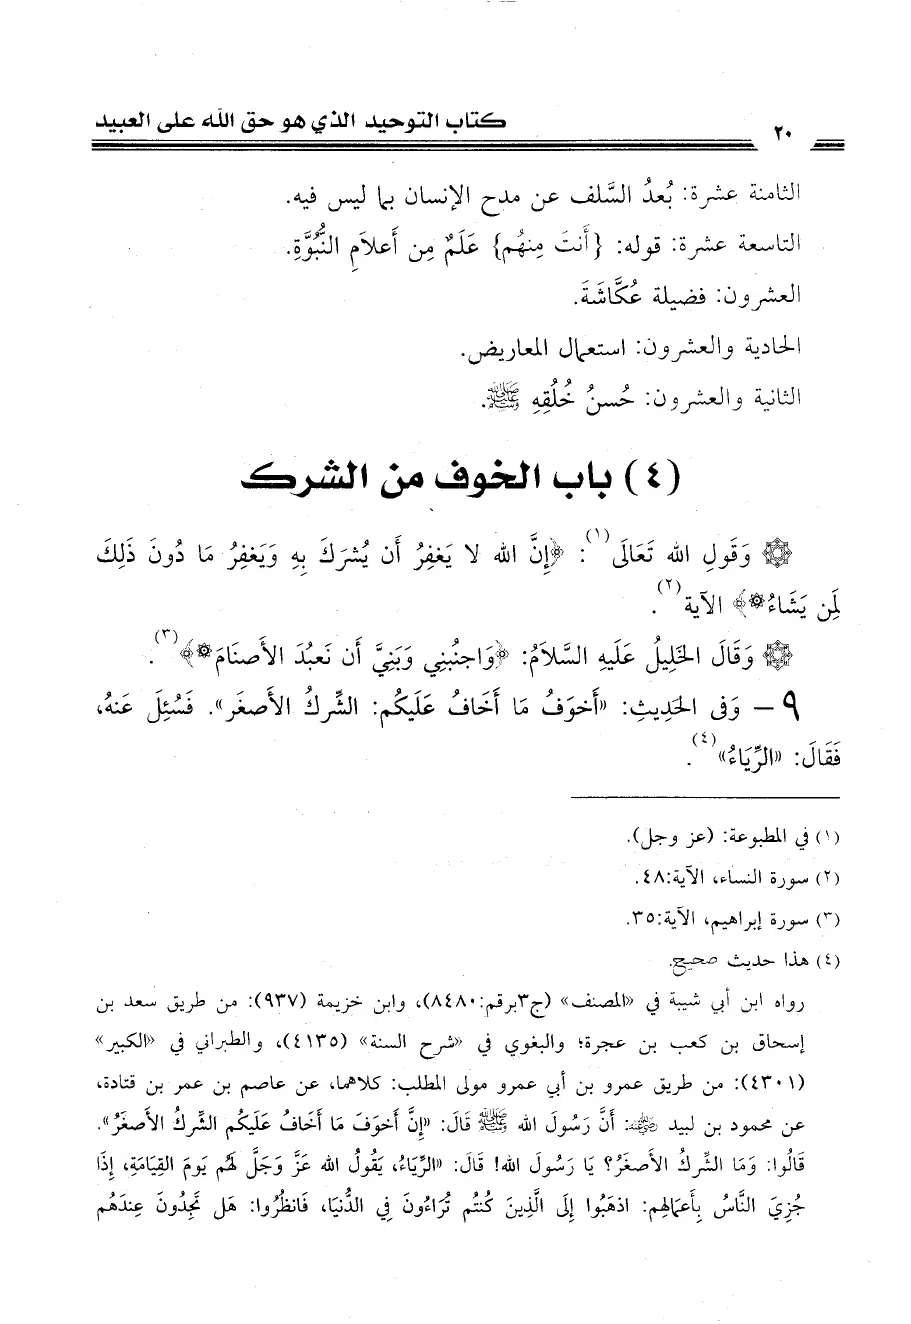 كتاب التوحيد الذي هو حق الله على العبيد
٢٠
الثامنة عشرة: بُعدُ السَّلف عن مدح الإنسان بما ليس فيه.
التاسعة عشرة: قوله: {أَنتَ مِنهُم} عَلَمٌ مِن أَعلاَمِ النُّبُوَّةِ.
العشرون: فضيلة عُكَّاشَةَ.
الحادية والعشرون: استعمال المعاريض.
الثانية والعشرون: حُسنُ خُلُقِهِ ﷺ.
(٤) باب الخوف من الشرك
۞ وَقَولِ الله تَعَالَى(١): ﴿إِنَّ الله لا يَغفِرُ أَن يُشرَكَ بِهِ وَيَغفِرُ مَا دُونَ ذَلِكَ
لِمَن يَشَاءُ۞﴾ الآية(٢).
۞ وَقَالَ الخَلِيلُ عَلَيهِ السَّلاَمُ: ﴿وَاجنُبنِي وَبَنِيَّ أَن نَعبُدَ الأَصنَامَ۞﴾(٣).
٩ – وَفي الحَدِيثِ: «أَخوَفُ مَا أَخَافُ عَلَيكُم: الشِّركُ الأَصغَر». فَسُئِلَ عَنهُ،
فَقَالَ: «الرِّيَاءُ»(٤).
(١) في المطبوعة: (عز وجل).
(٢) سورة النساء، الآية:٤٨.
(٣) سورة إبراهيم، الآية:٣٥.
(٤) هذا حديث صحيح.
رواه ابن أبي شيبة في «المصنف» (ج٣برقم:٨٤٨٠)، وابن خزيمة (٩٣٧): من طريق سعد بن
إسحاق بن كعب بن عجرة؛ والبغوي في «شرح السنة» (٤١٣٥)، والطبراني في «الكبير»
(٤٣٠١): من طريق عمرو بن أبي عمرو مولى المطلب: كلاهما، عن عاصم بن عمر بن قتادة،
عن محمود بن لبيد رضي الله عنه: أَنَّ رَسُولَ الله ﷺ قَالَ: «إِنَّ أَخوَفَ مَا أَخَافُ عَلَيكُم الشِّركُ الأَصغَرُ».
قَالُوا: وَمَا الشِّركُ الأَصغَرُ؟ يَا رَسُولَ الله! قَالَ: «الرِّيَاءُ، يَقُولُ الله عَزَّ وَجَلَّ لَهُم يَومَ القِيَامَةِ، إِذَا
جُزِيَ النَّاسُ بِأَعمَالِهِم: اذهَبُوا إِلَى الَّذِينَ كُنتُم تُرَاءُونَ فِي الدُّنيَا، فَانظُرُوا: هَل تَجِدُونَ عِندَهُم